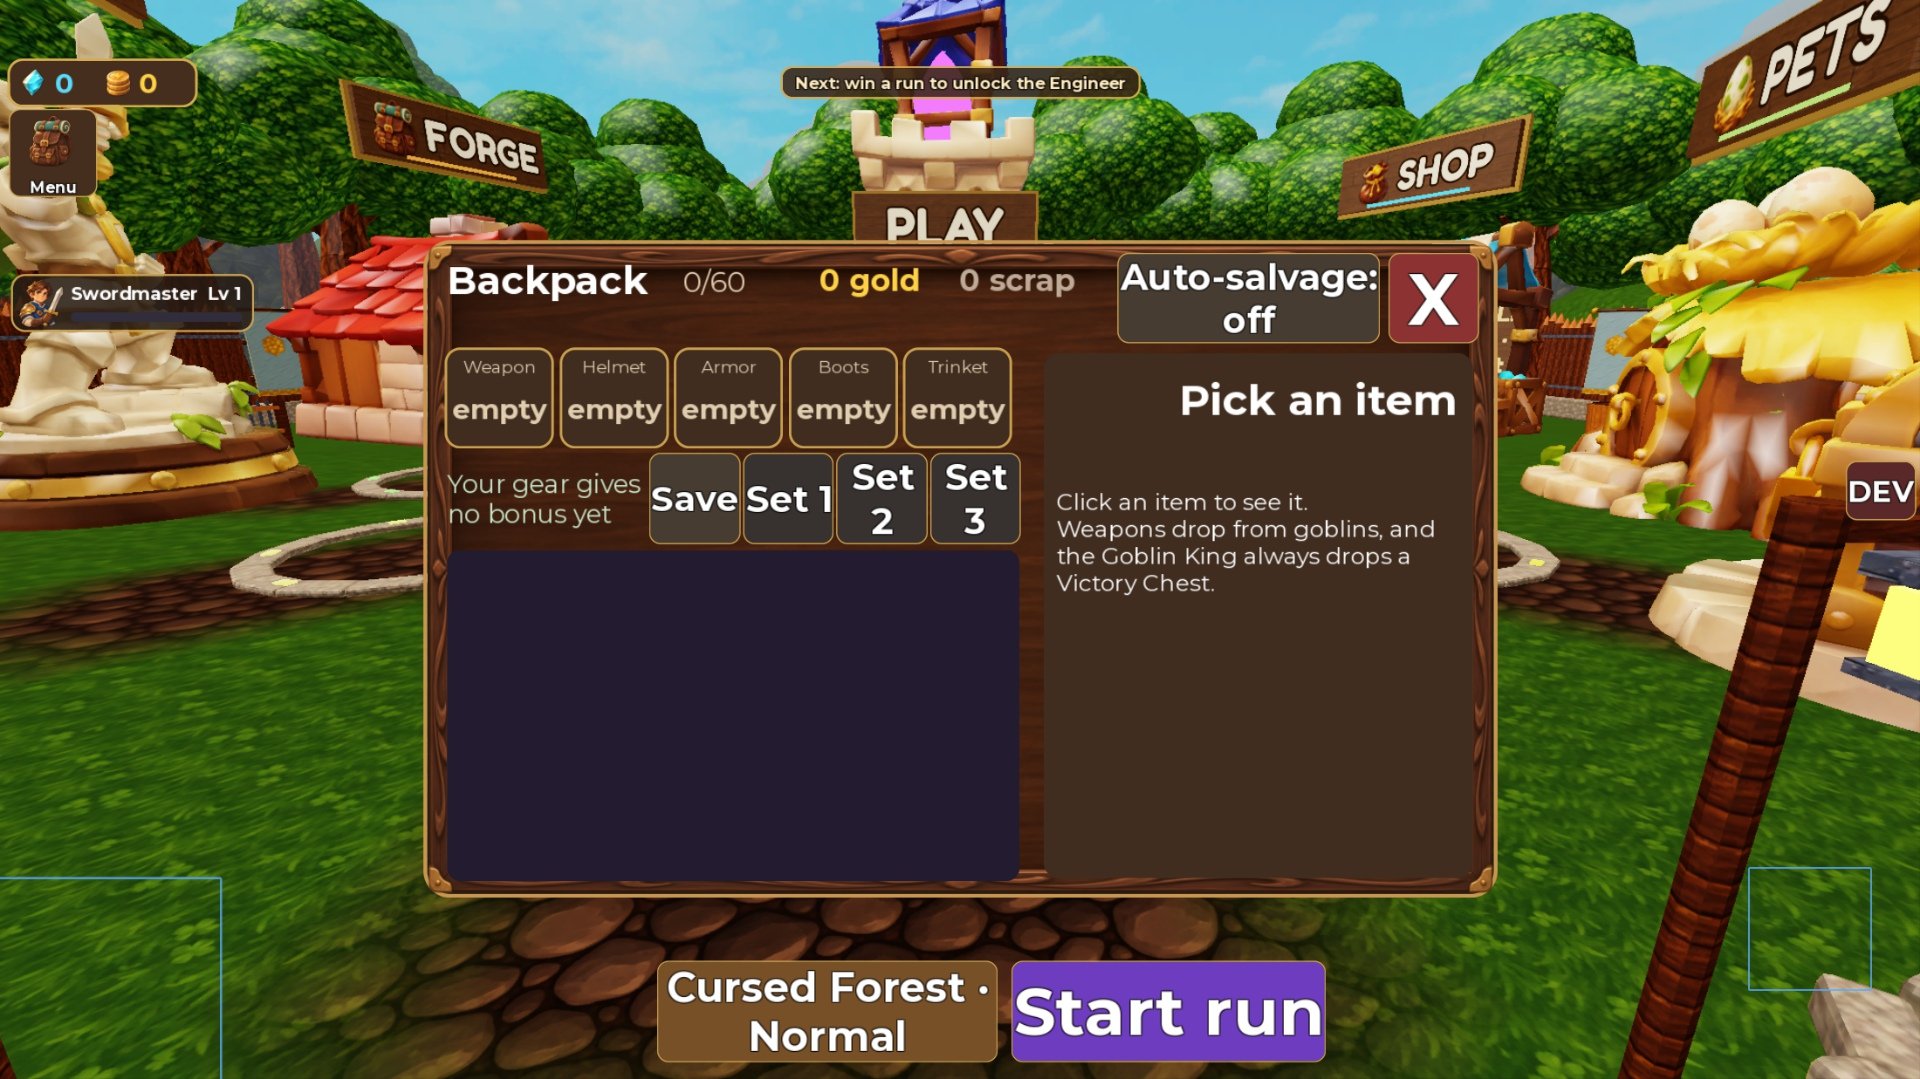 0 0
Menu
Swordmaster Lv 1
FORGE
Next: win a run to unlock the Engineer
PLAY
SHOP
PETS
Backpack 0/60 0 gold 0 scrap
Auto-salvage:
off
X
Weapon
empty
Helmet
empty
Armor
empty
Boots
empty
Trinket
empty
Your gear gives
no bonus yet
Save
Set 1
Set
2
Set
3
Pick an item
Click an item to see it.
Weapons drop from goblins, and
the Goblin King always drops a
Victory Chest.
DEV
Cursed Forest ·
Normal
Start run